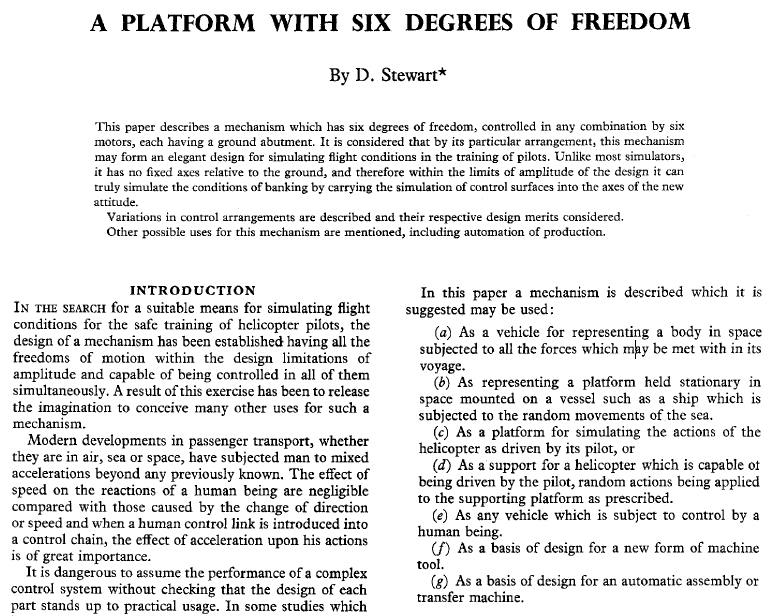 A PLATFORM WITH SIX DEGREES OF FREEDOM
By D. Stewart*
This paper describes a mechanism which has six degrees of freedom, controlled in any combination by six
motors, each having a ground abutment. It is considered that by its particular arrangement, this mechanism
may form an elegant design for simulating flight conditions in the training of pilots. Unlike most simulators,
it has no fixed axes relative to the ground, and therefore within the limits of amplitude of the design it can
truly simulate the conditions of banking by carrying the simulation of control surfaces into the axes of the new
attitude.
Variations in control arrangements are described and their respective design merits considered.
Other possible uses for this mechanism are mentioned, including automation of production.
INTRODUCTION
IN THE SEARCH for a suitable means for simulating flight
conditions for the safe training of helicopter pilots, the
design of a mechanism has been established having all the
freedoms of motion within the design limitations of
amplitude and capable of being controlled in all of them
simultaneously. A result of this exercise has been to release
the imagination to conceive many other uses for such a
mechanism.
Modern developments in passenger transport, whether
they are in air, sea or space, have subjected man to mixed
accelerations beyond any previously known. The effect of
speed on the reactions of a human being are negligible
compared with those caused by the change of direction
or speed and when a human control link is introduced into
a control chain, the effect of acceleration upon his actions
is of great importance.
It is dangerous to assume the performance of a complex
control system without checking that the design of each
part stands up to practical usage. In some studies which
In this paper a mechanism is described which it is
suggested may be used:
(a) As a vehicle for representing a body in space
subjected to all the forces which may be met with in its
voyage.
(b) As representing a platform held stationary in
space mounted on a vessel such as a ship which is
subjected to the random movements of the sea.
(c) As a platform for simulating the actions of the
helicopter as driven by its pilot, or
(d) As a support for a helicopter which is capable of
being driven by the pilot, random actions being applied
to the supporting platform as prescribed.
(e) As any vehicle which is subject to control by a
human being.
(f) As a basis of design for a new form of machine
tool.
(g) As a basis of design for an automatic assembly or
transfer machine.